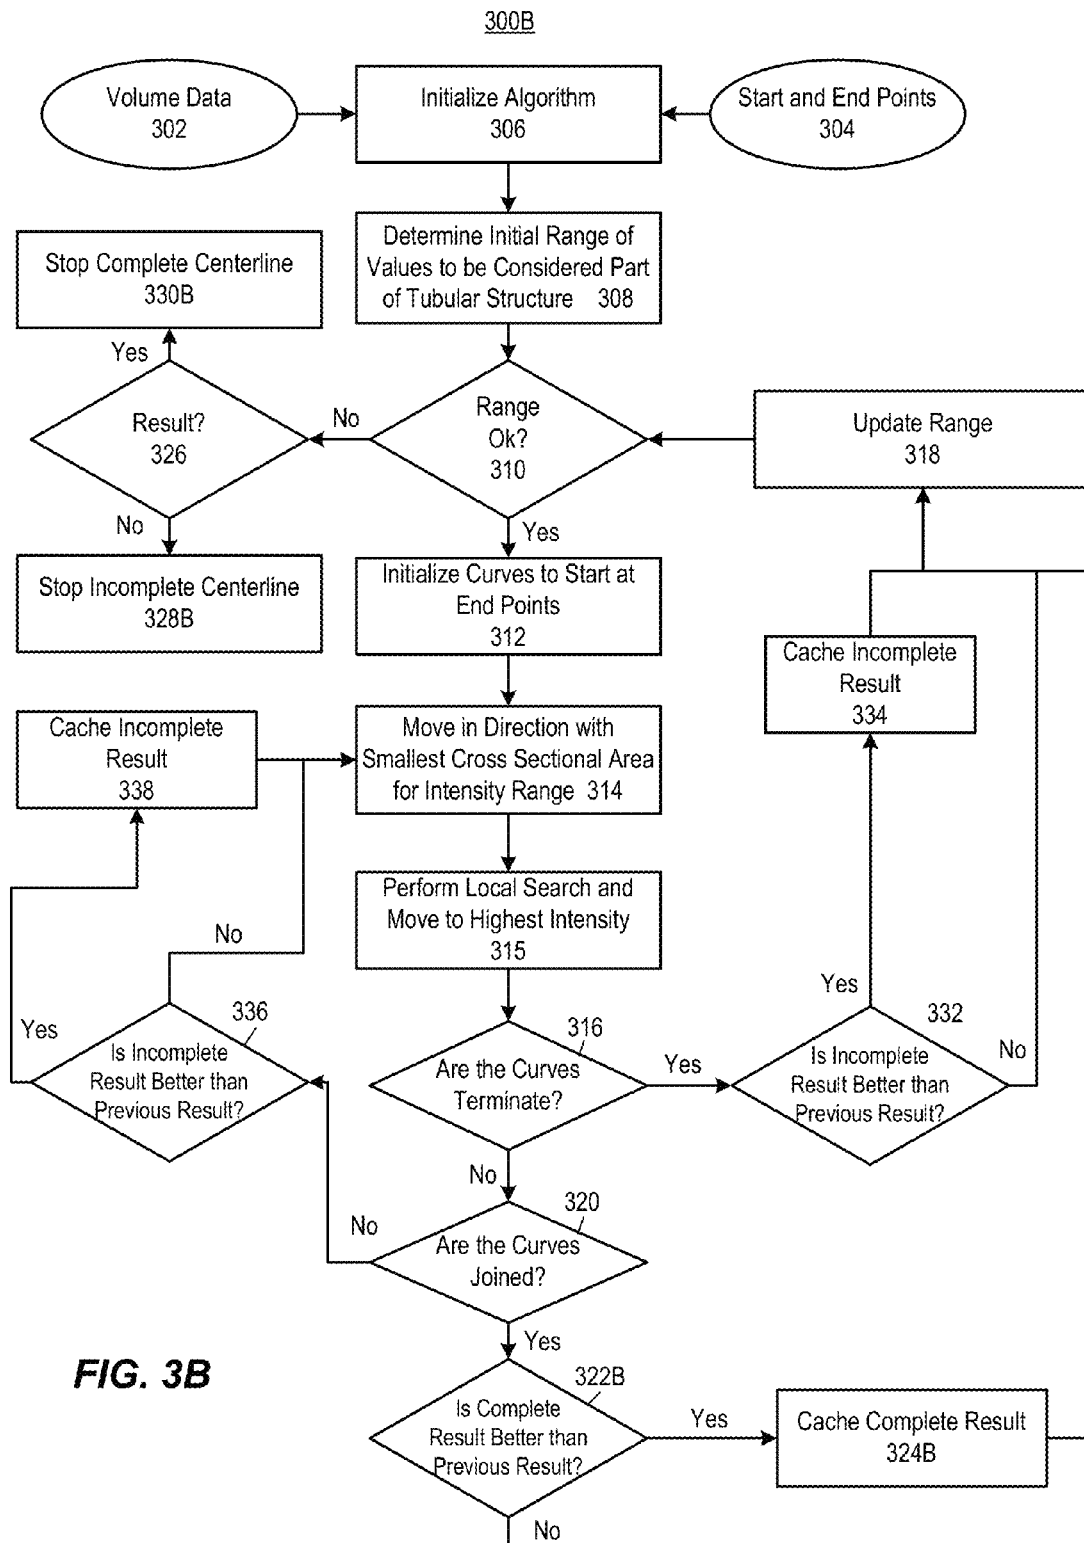 300B
Volume Data
302
Initialize Algorithm
306
Start and End Points
304
Determine Initial Range of
Values to be Considered Part
of Tubular Structure 308
Stop Complete Centerline
330B
Yes
Result?
326
No
Range
Ok?
310
Update Range
318
No
Yes
Stop Incomplete Centerline
328B
Initialize Curves to Start at
End Points
312
Cache Incomplete
Result
334
Cache Incomplete
Result
338
Move in Direction with
Smallest Cross Sectional Area
for Intensity Range 314
Perform Local Search and
Move to Highest Intensity
315
No
Yes
336
Is Incomplete
Result Better than
Previous Result?
316
Are the Curves
Terminate?
Yes
Yes
332
No
Is Incomplete
Result Better than
Previous Result?
No
320
No
Are the Curves
Joined?
Yes
FIG. 3B
322B
Is Complete
Result Better than
Previous Result?
Yes
Cache Complete Result
324B
No